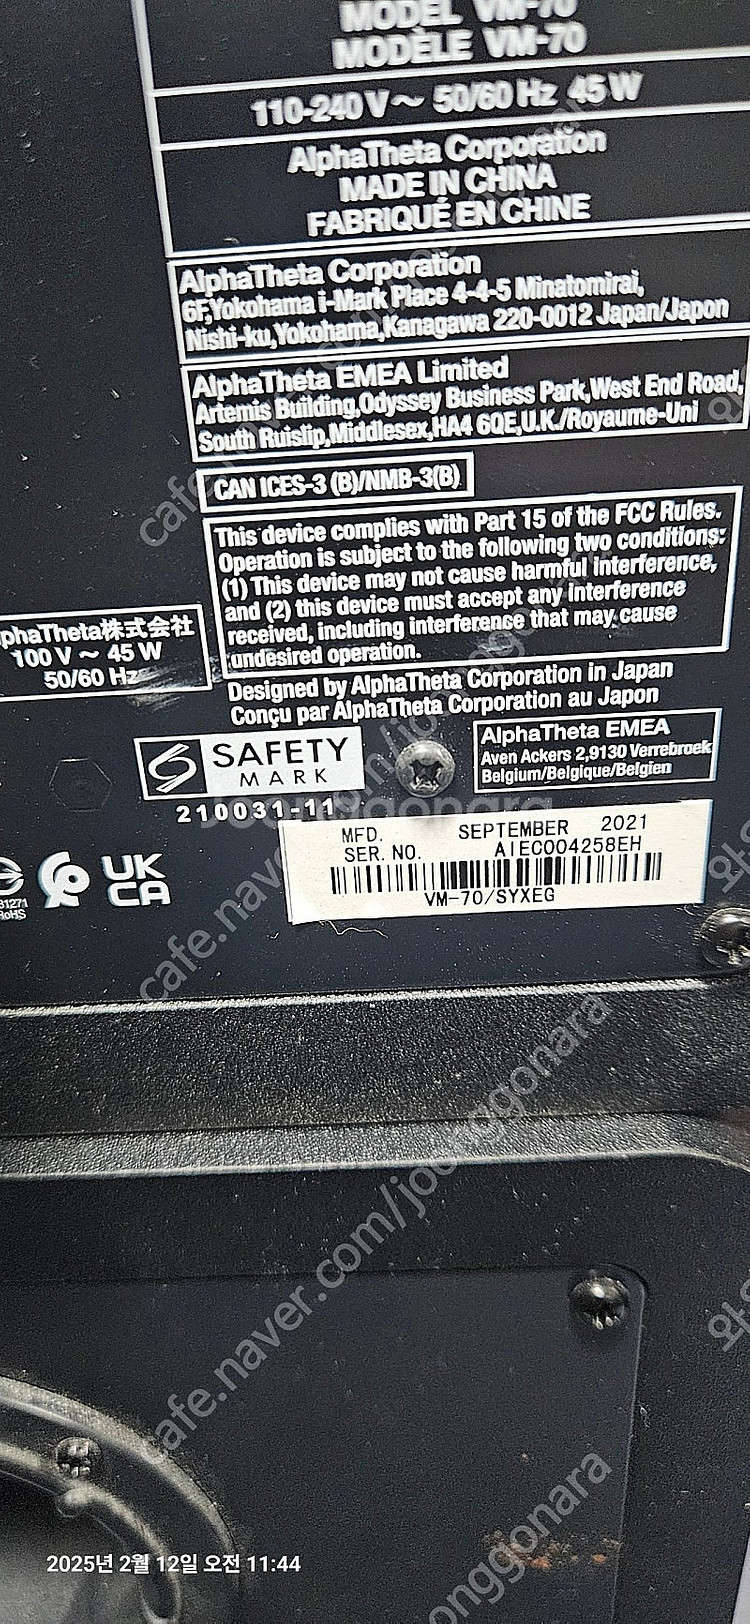 MODEL VM-70
MODÈLE VM-70
110-240 V～ 50/60 Hz 45 W
AlphaTheta Corporation
MADE IN CHINA
FABRIQUÉ EN CHINE
AlphaTheta Corporation
6F,Yokohama i-Mark Place 4-4-5 Minatomirai,
Nishi-ku,Yokohama,Kanagawa 220-0012 Japan/Japon
AlphaTheta EMEA Limited
Artemis Building,Odyssey Business Park,West End Road,
South Ruislip,Middlesex,HA4 6QE,U.K./Royaume-Uni
CAN ICES-3 (B)/NMB-3(B)
This device complies with Part 15 of the FCC Rules.
Operation is subject to the following two conditions:
(1) This device may not cause harmful interference,
and (2) this device must accept any interference
received, including interference that may cause
undesired operation.
phaTheta株式会社
100 V ～ 45 W
50/60 Hz
Designed by AlphaTheta Corporation in Japan
Conçu par AlphaTheta Corporation au Japon
SAFETY
MARK
210031-11
AlphaTheta EMEA
Aven Ackers 2,9130 Verrebroek
Belgium/Belgique/Belgien
MFD. SEPTEMBER 2021
SER. NO. AIEC004258EH
VM-70/SYXEG
31271
RoHS
UK
CA
cafe.naver.com/joonggonara
cafe.naver.com/joonggonara
joonggonara
2025년 2월 12일 오전 11:44